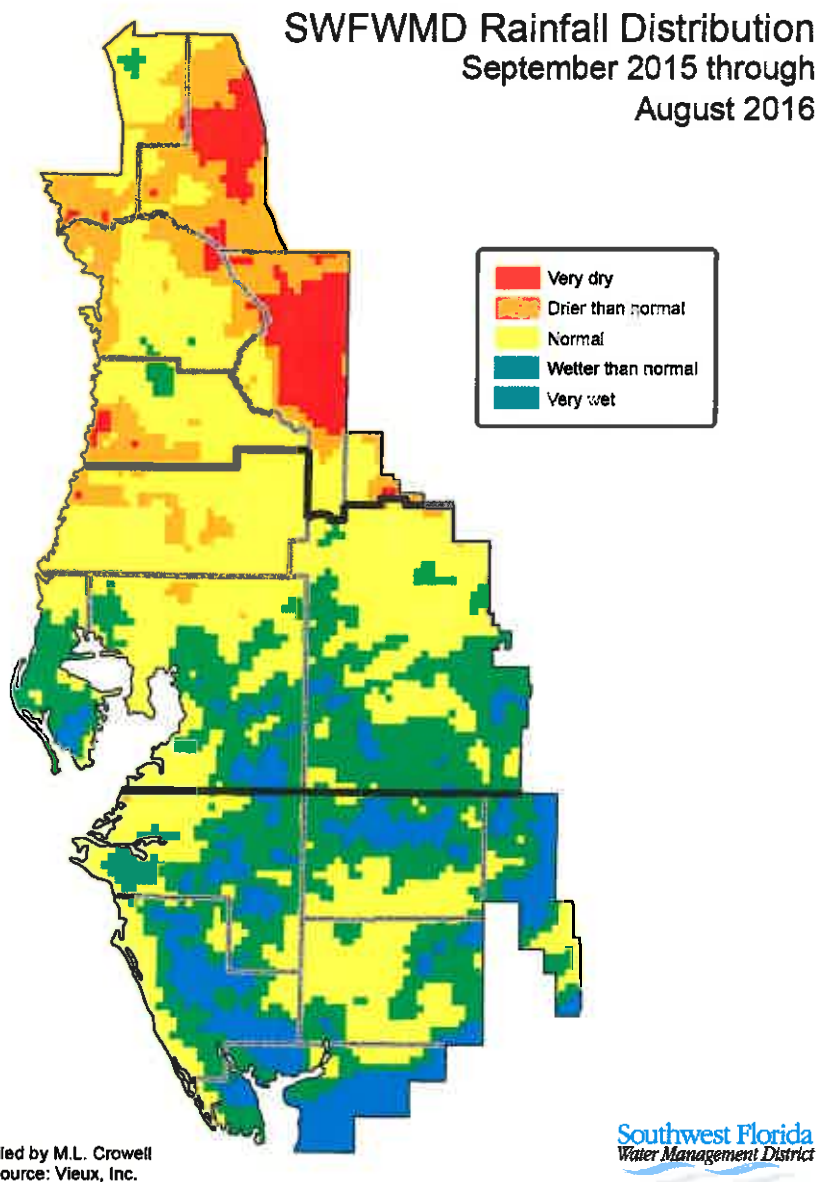 SWFWMD Rainfall Distribution
September 2015 through
August 2016
Very dry
Drier than normal
Normal
Wetter than normal
Very wet
ied by M.L. Crowell
ource: Vieux, Inc.
Southwest Florida
Water Management District